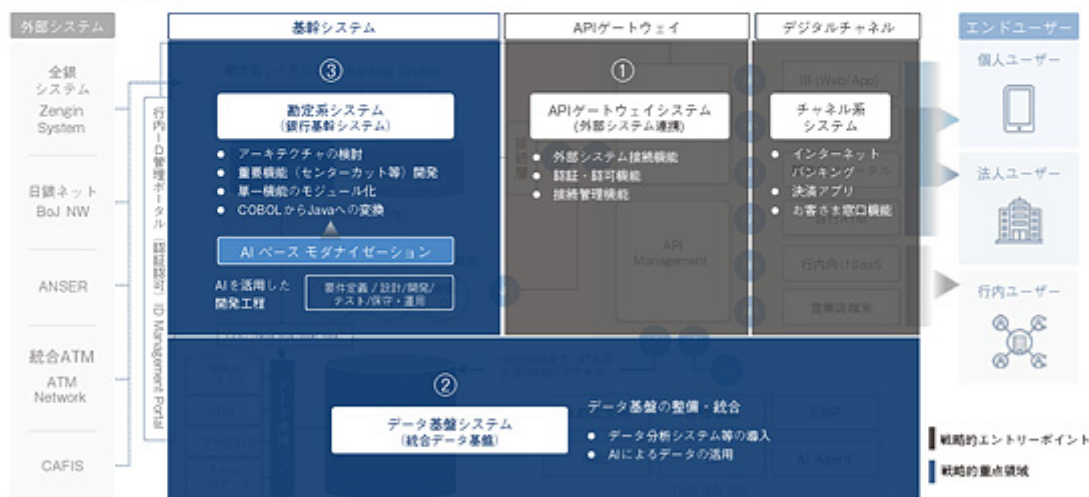 外部システム
基幹システム
APIゲートウェイ
デジタルチャネル
エンドユーザー
全銀
システム
Zengin
System
日銀ネット
BoJ NW
ANSER
統合ATM
ATM
Network
CAFIS
行内ID管理ポータル（認証認可）ID Management Portal
③
勘定系システム
(銀行基幹システム)
● アーキテクチャの検討
● 重要機能（センターカット等）開発
● 単一機能のモジュール化
● COBOLからJavaへの変換
AI ベース モダナイゼーション
AIを活用した
開発工程
要件定義 / 設計/開発/
テスト/保守・運用
①
APIゲートウェイシステム
(外部システム連携)
● 外部システム接続機能
● 認証・認可機能
● 接続管理機能
API
Management
IB (Web/App)
チャネル系
システム
● インターネット
バンキング
● 決済アプリ
● お客さま窓口機能
行内向けSaaS
営業店端末
個人ユーザー
法人ユーザー
行内ユーザー
②
データ基盤システム
(統合データ基盤)
データ基盤の整備・統合
● データ分析システム等の導入
● AIによるデータの活用
ERP
AI Agent
戦略的エントリーポイント
戦略的重点領域